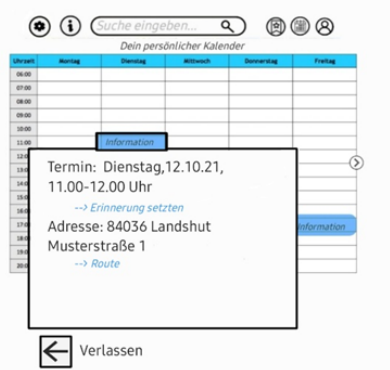 Suche eingeben...
Dein persönlicher Kalender
Uhrzeit Montag Dienstag Mittwoch Donnerstag Freitag
06:00
07:00
08:00
09:00
10:00
11:00 Information
Termin: Dienstag,12.10.21,
11.00-12.00 Uhr
--> Erinnerung setzten
Adresse: 84036 Landshut
Musterstraße 1
--> Route
Information
Verlassen